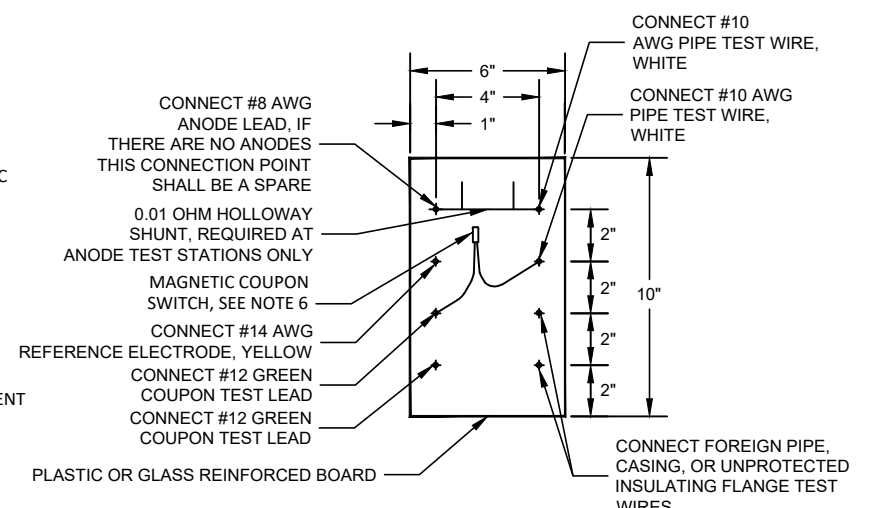 CONNECT #10
AWG PIPE TEST WIRE,
WHITE
6"
4"
1"
CONNECT #8 AWG
ANODE LEAD, IF
THERE ARE NO ANODES
THIS CONNECTION POINT
SHALL BE A SPARE
CONNECT #10 AWG
PIPE TEST WIRE,
WHITE
C
0.01 OHM HOLLOWAY
SHUNT, REQUIRED AT
ANODE TEST STATIONS ONLY
MAGNETIC COUPON
SWITCH, SEE NOTE 6
CONNECT #14 AWG
REFERENCE ELECTRODE, YELLOW
CONNECT #12 GREEN
COUPON TEST LEAD
CONNECT #12 GREEN
COUPON TEST LEAD
ENT
PLASTIC OR GLASS REINFORCED BOARD
2"
2"
2"
2"
10"
CONNECT FOREIGN PIPE,
CASING, OR UNPROTECTED
INSULATING FLANGE TEST
WIRES